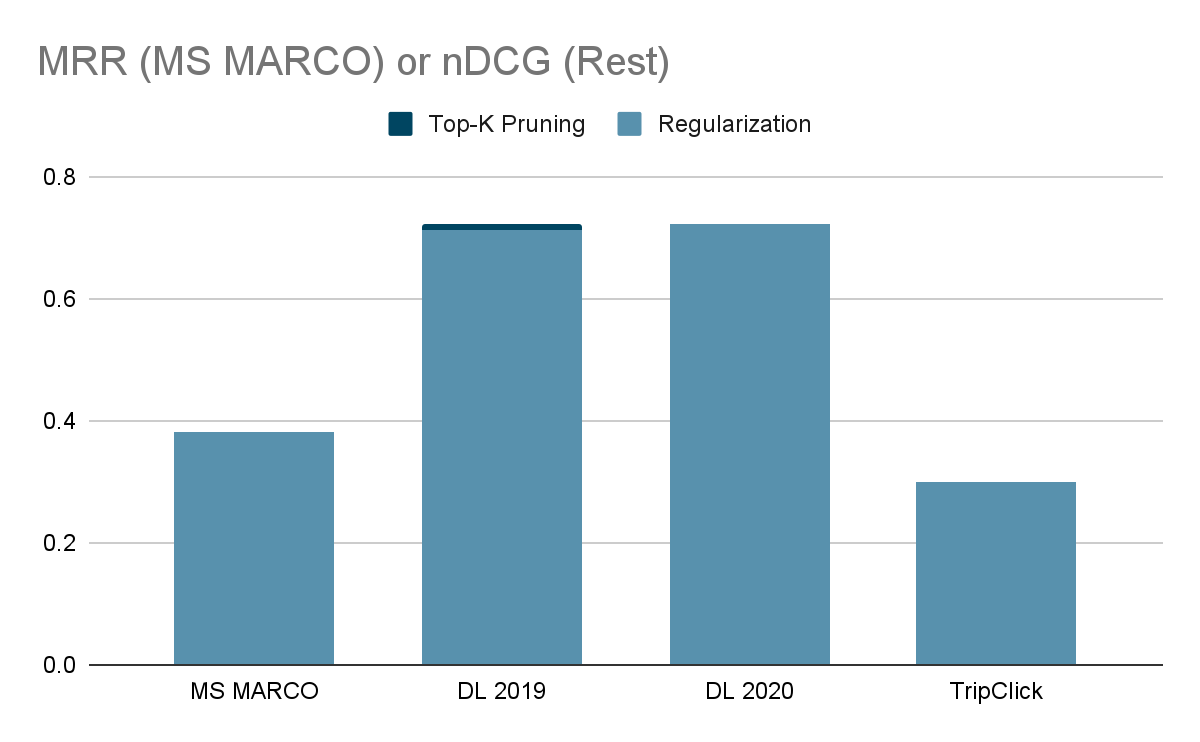 MRR (MS MARCO) or nDCG (Rest)
Top-K Pruning Regularization
0.8
0.6
0.4
0.2
0.0
MS MARCO DL 2019 DL 2020 TripClick